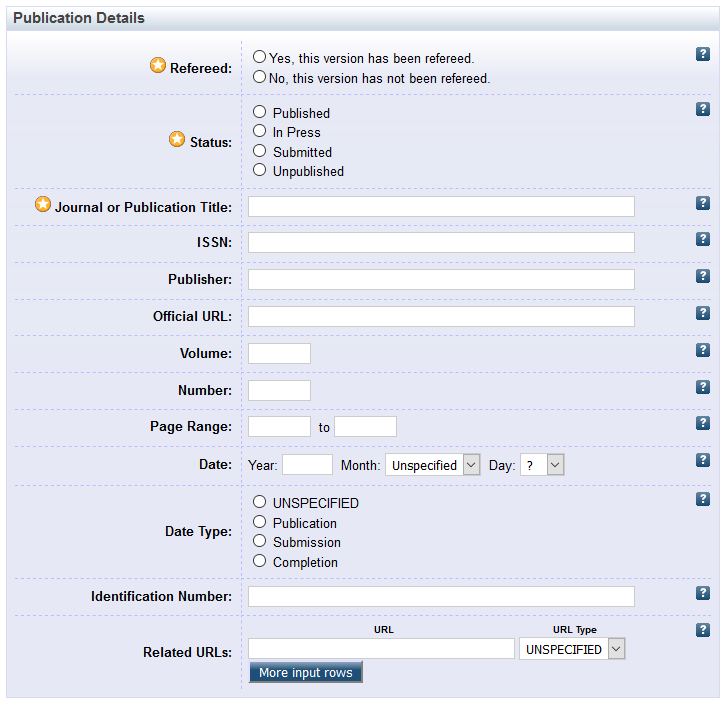 Publication Details
Refereed:
Yes, this version has been refereed.
No, this version has not been refereed.
?
Status:
Published
In Press
Submitted
Unpublished
?
Journal or Publication Title:
?
ISSN:
?
Publisher:
?
Official URL:
?
Volume:
?
Number:
?
Page Range: to
?
Date: Year: Month: Unspecified Day: ?
?
Date Type:
UNSPECIFIED
Publication
Submission
Completion
?
Identification Number:
?
URL URL Type
?
Related URLs: UNSPECIFIED
More input rows